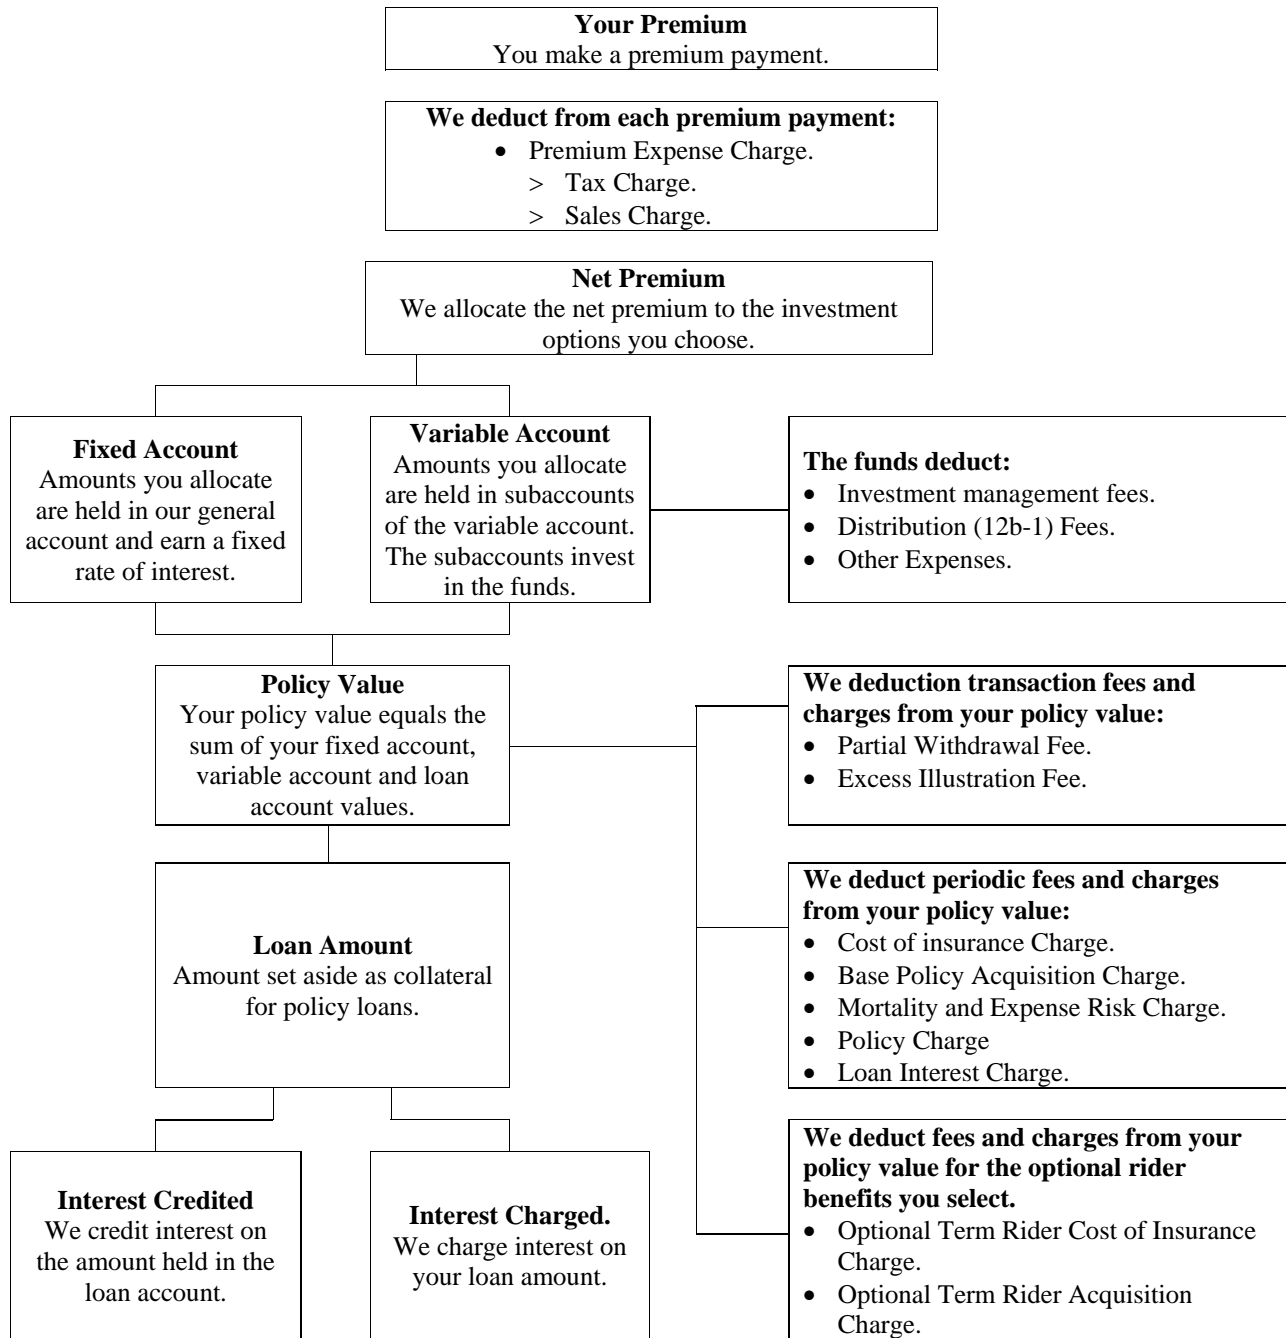 Your Premium
You make a premium payment.
We deduct from each premium payment:
• Premium Expense Charge.
> Tax Charge.
> Sales Charge.
Net Premium
We allocate the net premium to the investment
options you choose.
Fixed Account
Amounts you allocate
are held in our general
account and earn a fixed
rate of interest.
Variable Account
Amounts you allocate
are held in subaccounts
of the variable account.
The subaccounts invest
in the funds.
The funds deduct:
• Investment management fees.
• Distribution (12b-1) Fees.
• Other Expenses.
Policy Value
Your policy value equals the
sum of your fixed account,
variable account and loan
account values.
We deduction transaction fees and
charges from your policy value:
• Partial Withdrawal Fee.
• Excess Illustration Fee.
Loan Amount
Amount set aside as collateral
for policy loans.
We deduct periodic fees and charges
from your policy value:
• Cost of insurance Charge.
• Base Policy Acquisition Charge.
• Mortality and Expense Risk Charge.
• Policy Charge
• Loan Interest Charge.
Interest Credited
We credit interest on
the amount held in the
loan account.
Interest Charged.
We charge interest on
your loan amount.
We deduct fees and charges from your
policy value for the optional rider
benefits you select.
• Optional Term Rider Cost of Insurance
Charge.
• Optional Term Rider Acquisition
Charge.